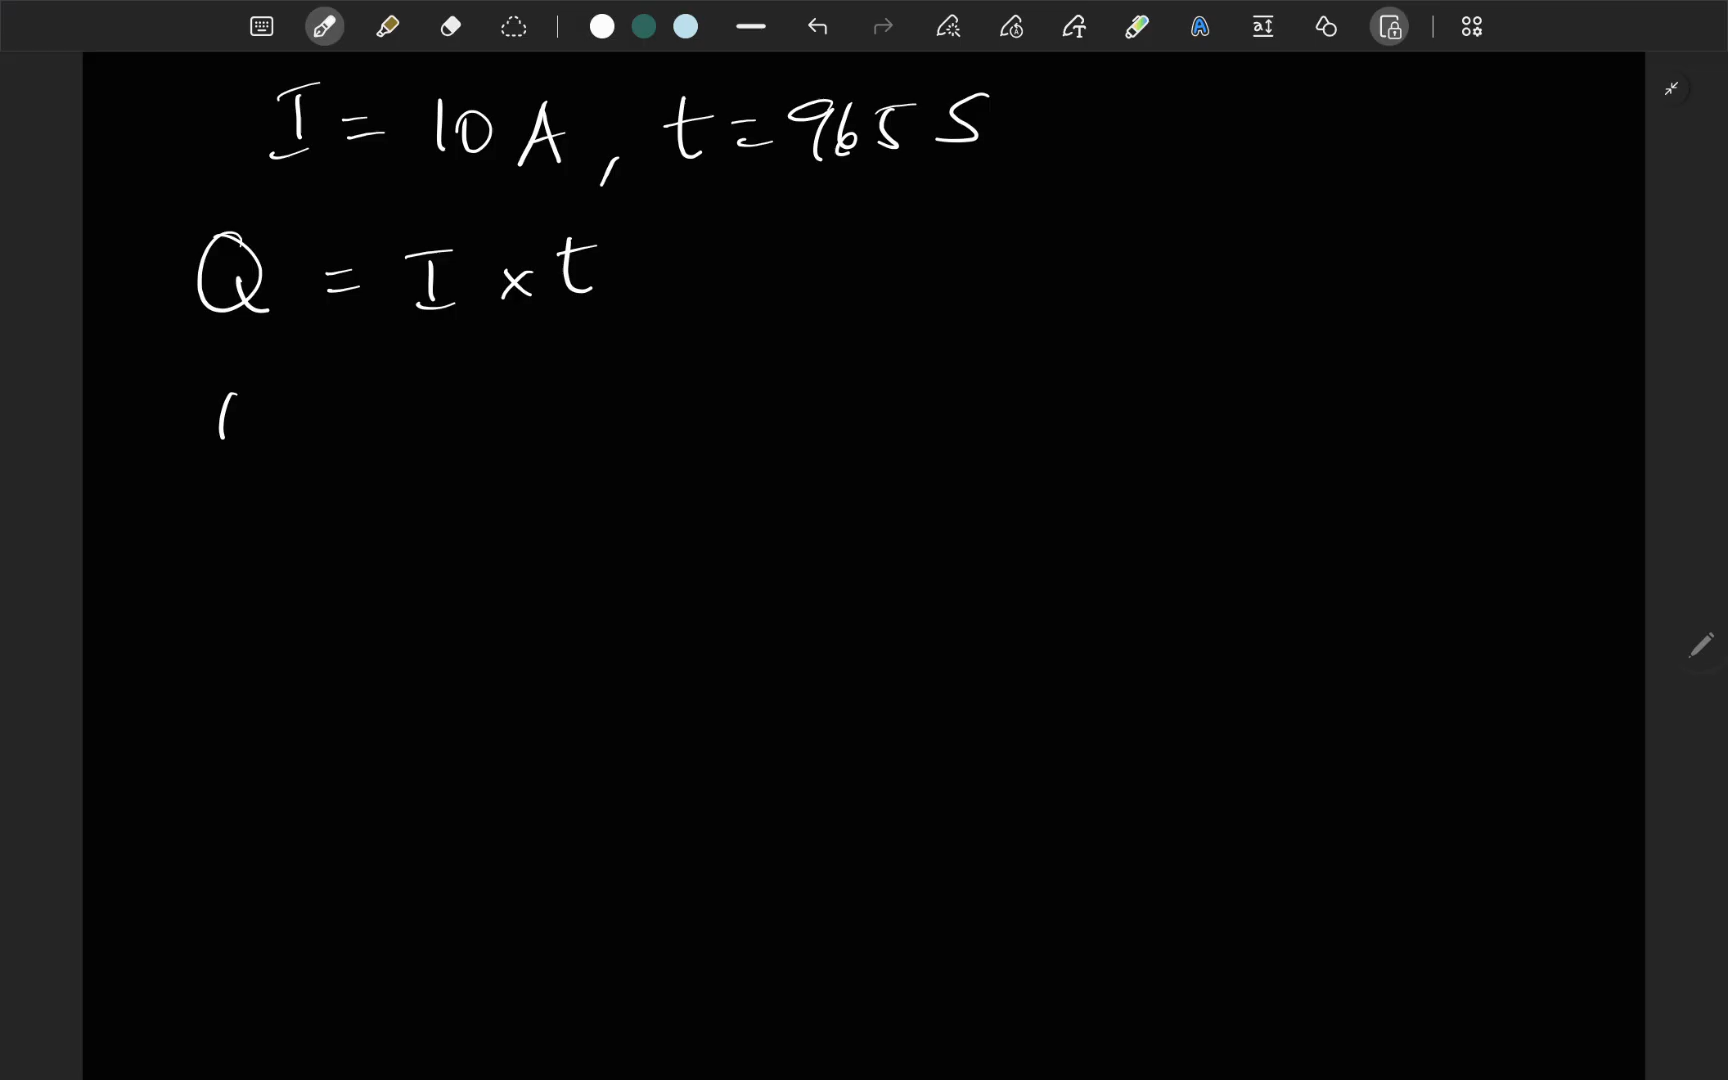 I = 10 A , t = 965 S
Q = I × t
(